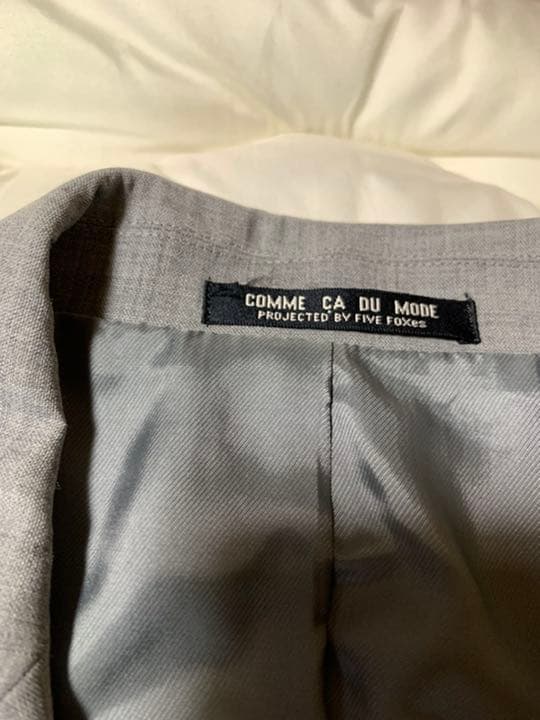 COMME ÇA DU MODE
PROJECTED BY FIVE FOXes